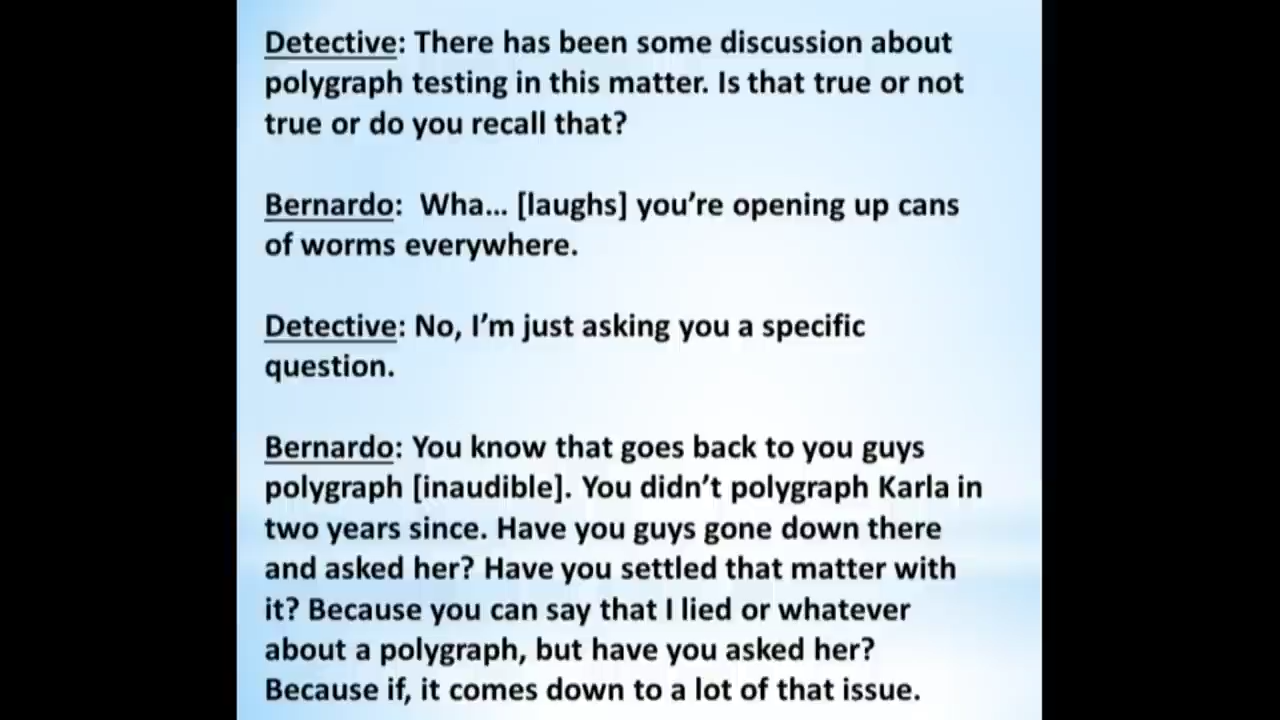 Detective: There has been some discussion about
polygraph testing in this matter. Is that true or not
true or do you recall that?
Bernardo:  Wha... [laughs] you’re opening up cans
of worms everywhere.
Detective: No, I’m just asking you a specific
question.
Bernardo: You know that goes back to you guys
polygraph [inaudible]. You didn’t polygraph Karla in
two years since. Have you guys gone down there
and asked her? Have you settled that matter with
it? Because you can say that I lied or whatever
about a polygraph, but have you asked her?
Because if, it comes down to a lot of that issue.